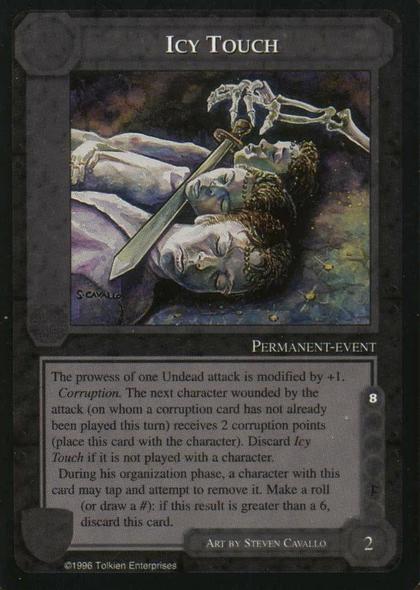 Icy Touch
S.CAVALLO
Permanent-event
The prowess of one Undead attack is modified by +1.
Corruption. The next character wounded by the
attack (on whom a corruption card has not already
been played this turn) receives 2 corruption points
(place this card with the character). Discard Icy
Touch if it is not played with a character.
During his organization phase, a character with this
card may tap and attempt to remove it. Make a roll
(or draw a #): if this result is greater than a 6,
discard this card.
8
F
Art by Steven Cavallo
2
©1996 Tolkien Enterprises